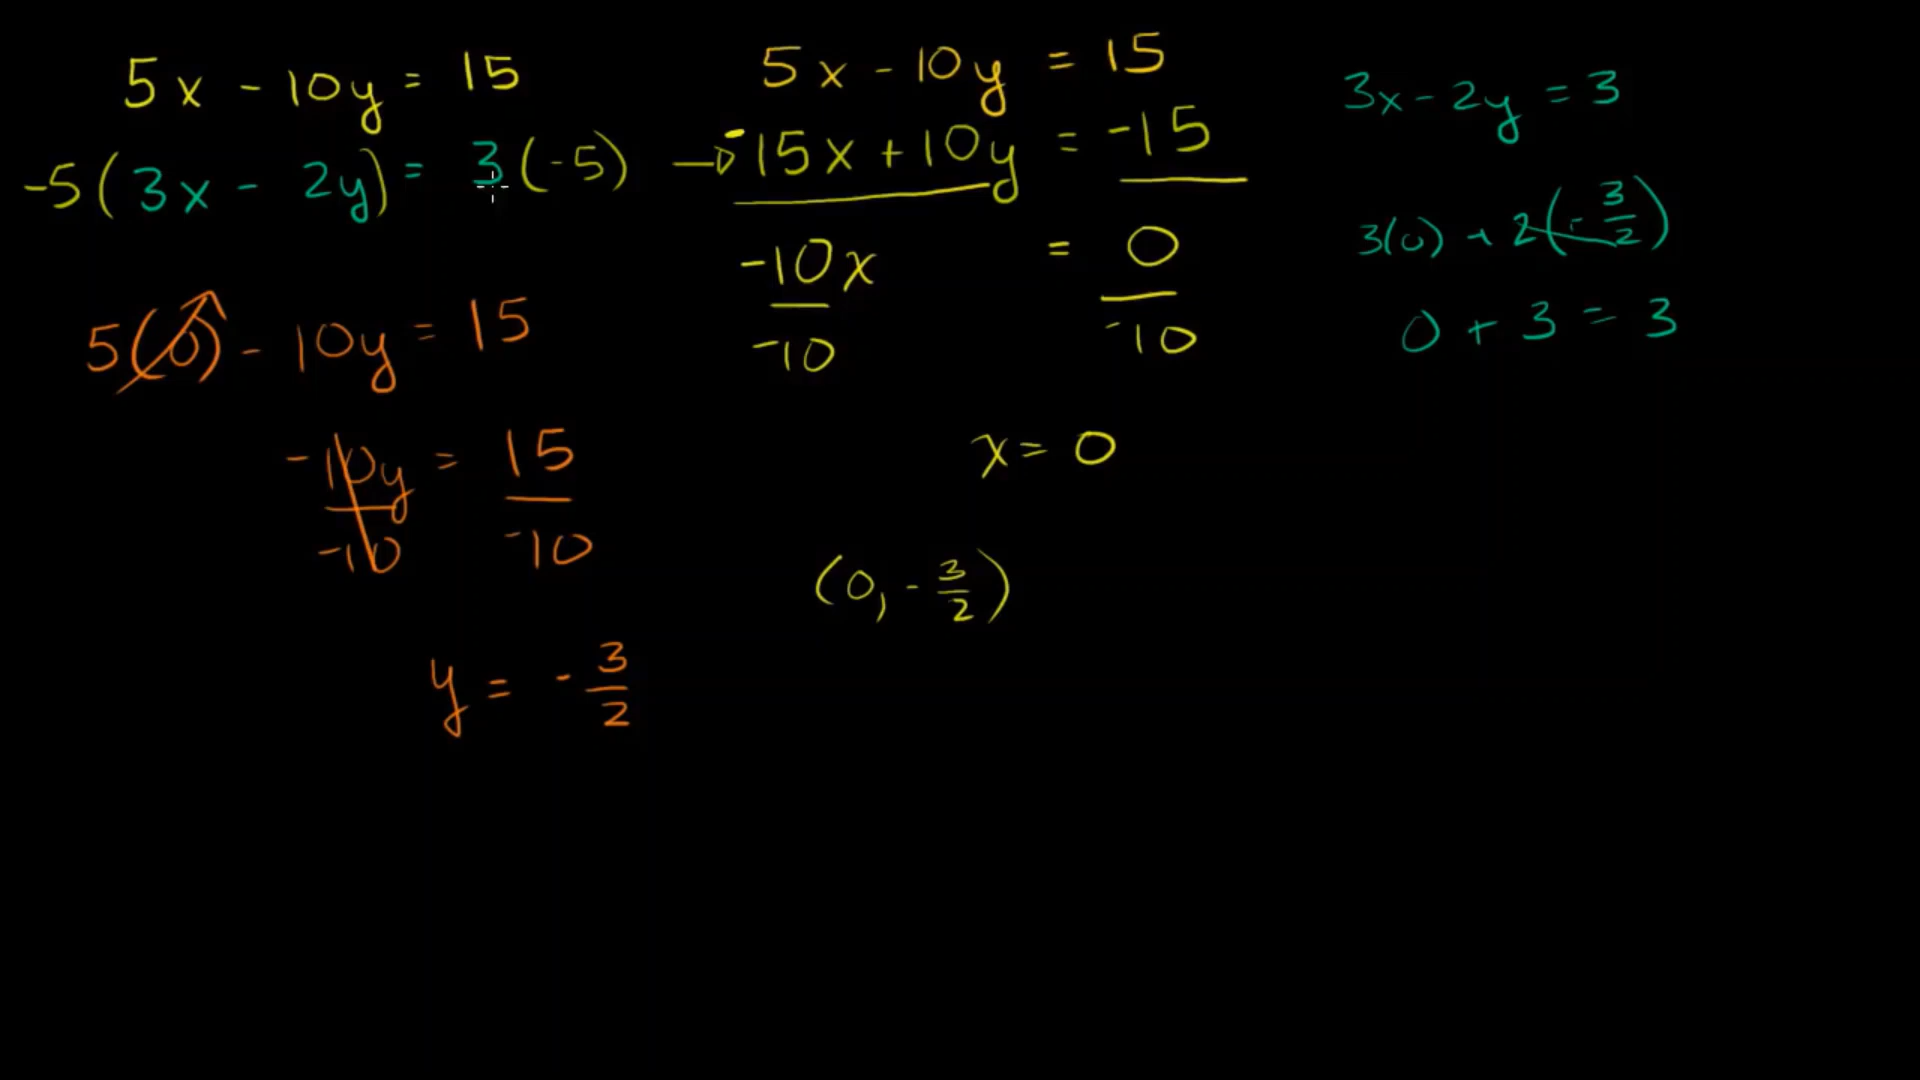 5x - 10y = 15
-5(3x - 2y) = 3(-5)
5(0) - 10y = 15
-10y = 15
-10 -10
y = - 3/2
5x - 10y = 15
→ -15x + 10y = -15
-10x = 0
-10 -10
x = 0
(0, - 3/2)
3x - 2y = 3
3(0) + 2(- 3/2)
0 + 3 = 3